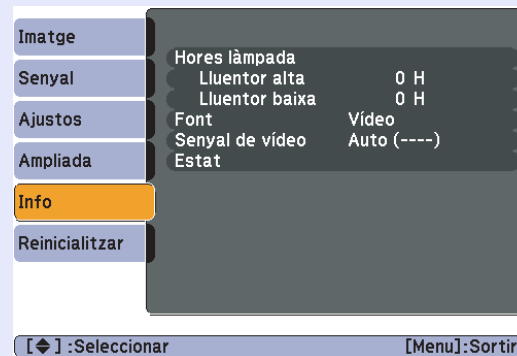 Imatge
Senyal
Ajustos
Ampliada
Info
Reinicialitzar
Hores làmpada
Lluentor alta 0 H
Lluentor baixa 0 H
Font Vídeo
Senyal de vídeo Auto (----)
Estat
[◆] :Seleccionar [Menu]:Sortir